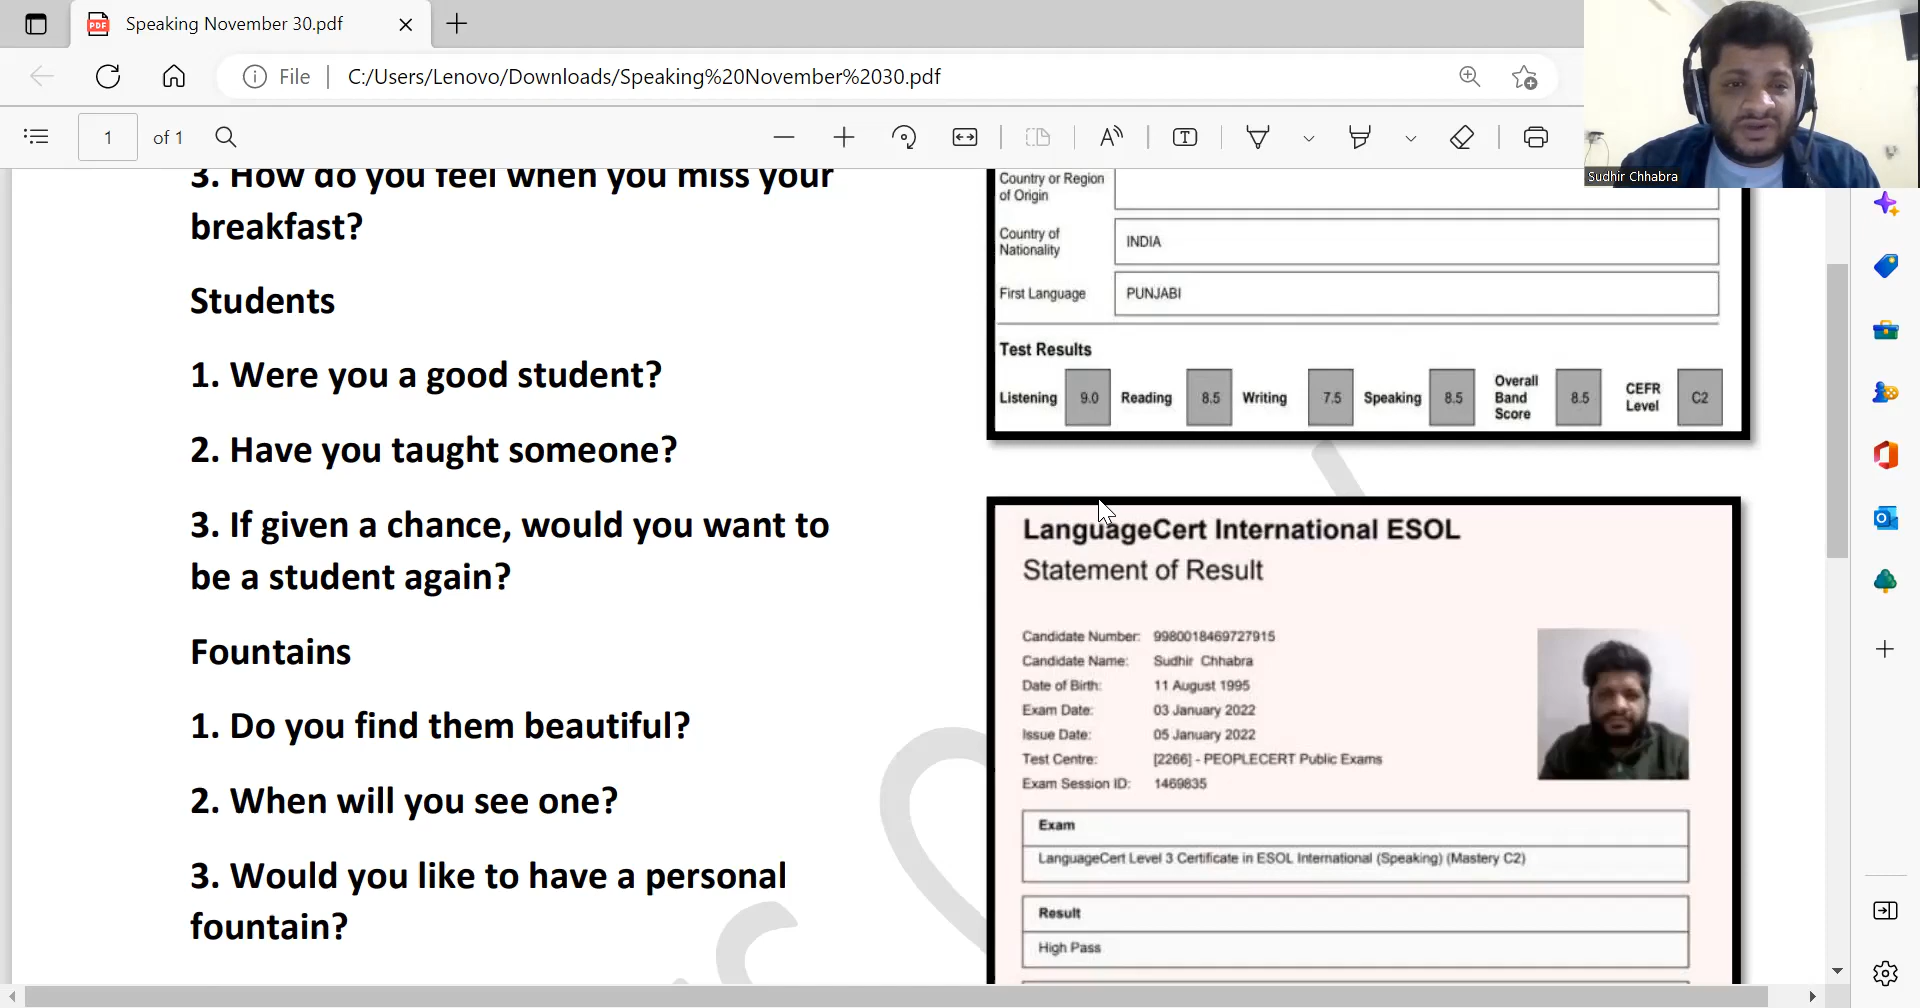 Speaking November 30.pdf
File
C:/Users/Lenovo/Downloads/Speaking%20November%2030.pdf
1 of 1
Sudhir Chhabra
3. How do you feel when you miss your
breakfast?
Students
1. Were you a good student?
2. Have you taught someone?
3. If given a chance, would you want to
be a student again?
Fountains
1. Do you find them beautiful?
2. When will you see one?
3. Would you like to have a personal
fountain?
Country or Region
of Origin
Country of
Nationality
INDIA
First Language
PUNJABI
Test Results
Listening 9.0 Reading 8.5 Writing 7.5 Speaking 8.5 Overall Band Score 8.5 CEFR Level C2
LanguageCert International ESOL
Statement of Result
Candidate Number: 9980018469727915
Candidate Name: Sudhir Chhabra
Date of Birth: 11 August 1995
Exam Date: 03 January 2022
Issue Date: 05 January 2022
Test Centre: [2266] - PEOPLECERT Public Exams
Exam Session ID: 1469835
Exam
LanguageCert Level 3 Certificate in ESOL International (Speaking) (Mastery C2)
Result
High Pass